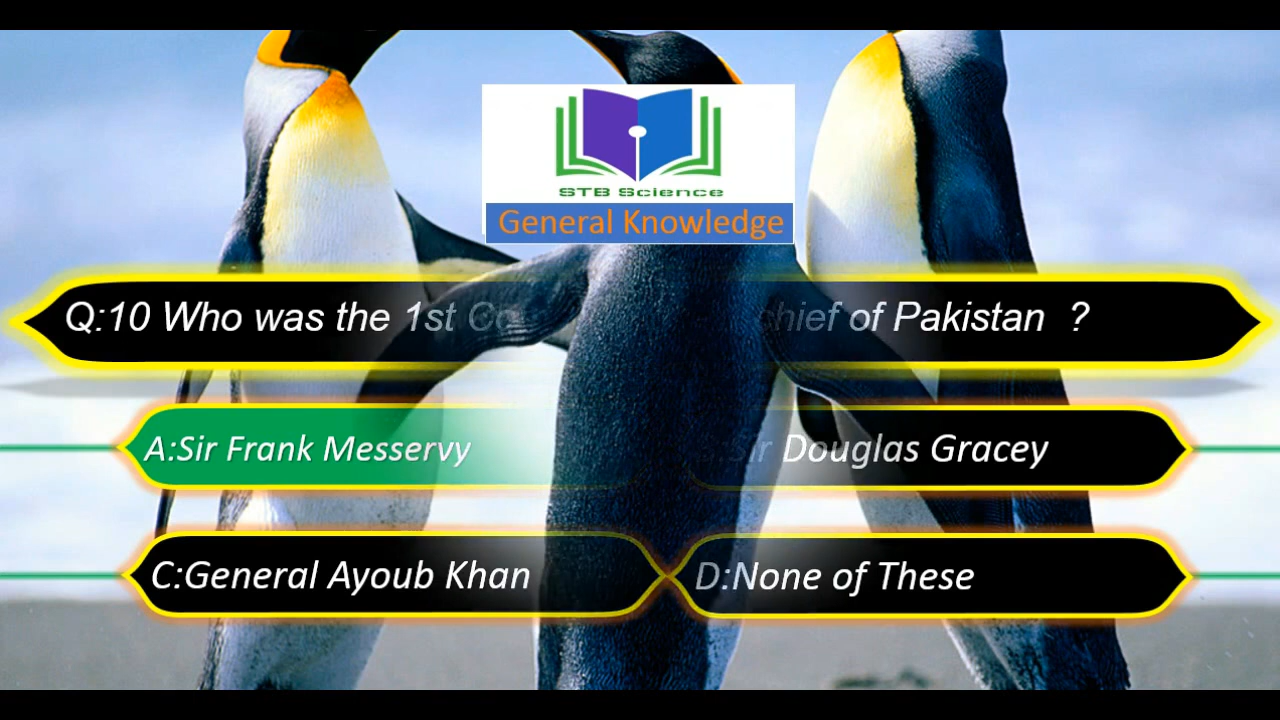 STB Science
General Knowledge
Q:10 Who was the 1st chief of Pakistan ?
A:Sir Frank Messervy
Sir Douglas Gracey
C:General Ayoub Khan
D:None of These